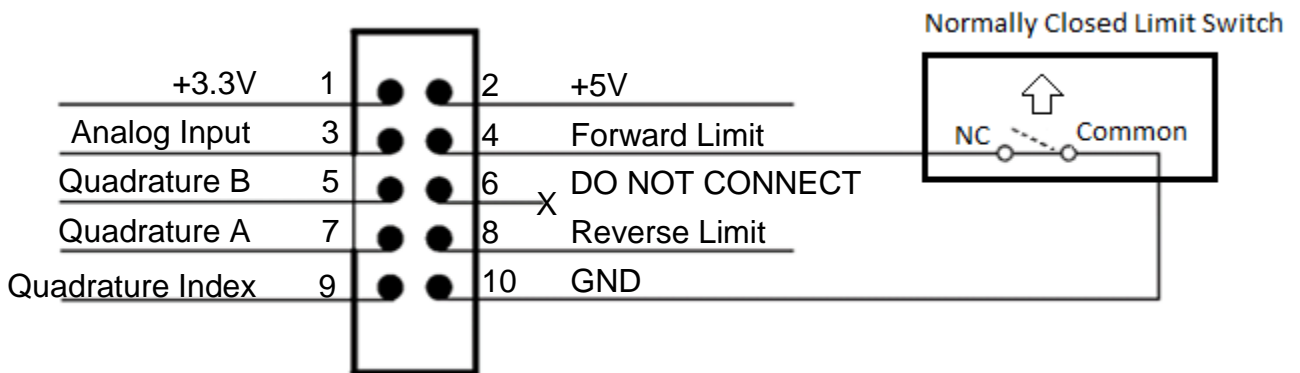 Normally Closed Limit Switch
+3.3V 1 2 +5V
Analog Input 3 4 Forward Limit
NC Common
Quadrature B 5 6 DO NOT CONNECT
X
Quadrature A 7 8 Reverse Limit
Quadrature Index 9 10 GND